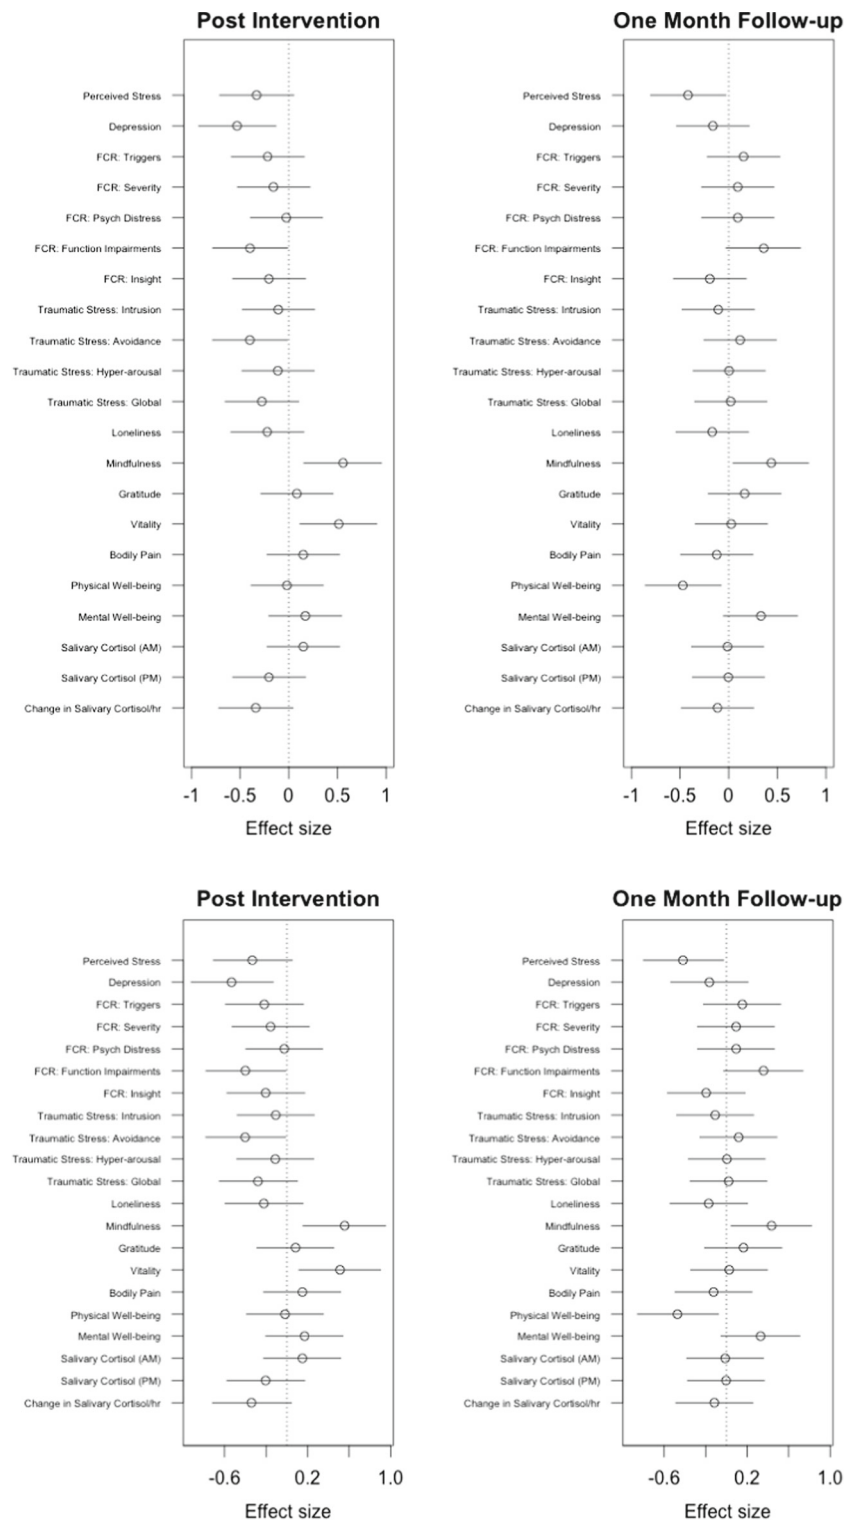 Post Intervention
Perceived Stress
Depression
FCR: Triggers
FCR: Severity
FCR: Psych Distress
FCR: Function Impairments
FCR: Insight
Traumatic Stress: Intrusion
Traumatic Stress: Avoidance
Traumatic Stress: Hyper-arousal
Traumatic Stress: Global
Loneliness
Mindfulness
Gratitude
Vitality
Bodily Pain
Physical Well-being
Mental Well-being
Salivary Cortisol (AM)
Salivary Cortisol (PM)
Change in Salivary Cortisol/hr
-1 -0.5 0 0.5 1
Effect size
One Month Follow-up
Perceived Stress
Depression
FCR: Triggers
FCR: Severity
FCR: Psych Distress
FCR: Function Impairments
FCR: Insight
Traumatic Stress: Intrusion
Traumatic Stress: Avoidance
Traumatic Stress: Hyper-arousal
Traumatic Stress: Global
Loneliness
Mindfulness
Gratitude
Vitality
Bodily Pain
Physical Well-being
Mental Well-being
Salivary Cortisol (AM)
Salivary Cortisol (PM)
Change in Salivary Cortisol/hr
-1 -0.5 0 0.5 1
Effect size
Post Intervention
Perceived Stress
Depression
FCR: Triggers
FCR: Severity
FCR: Psych Distress
FCR: Function Impairments
FCR: Insight
Traumatic Stress: Intrusion
Traumatic Stress: Avoidance
Traumatic Stress: Hyper-arousal
Traumatic Stress: Global
Loneliness
Mindfulness
Gratitude
Vitality
Bodily Pain
Physical Well-being
Mental Well-being
Salivary Cortisol (AM)
Salivary Cortisol (PM)
Change in Salivary Cortisol/hr
-0.6 0.2 1.0
Effect size
One Month Follow-up
Perceived Stress
Depression
FCR: Triggers
FCR: Severity
FCR: Psych Distress
FCR: Function Impairments
FCR: Insight
Traumatic Stress: Intrusion
Traumatic Stress: Avoidance
Traumatic Stress: Hyper-arousal
Traumatic Stress: Global
Loneliness
Mindfulness
Gratitude
Vitality
Bodily Pain
Physical Well-being
Mental Well-being
Salivary Cortisol (AM)
Salivary Cortisol (PM)
Change in Salivary Cortisol/hr
-0.6 0.2 1.0
Effect size